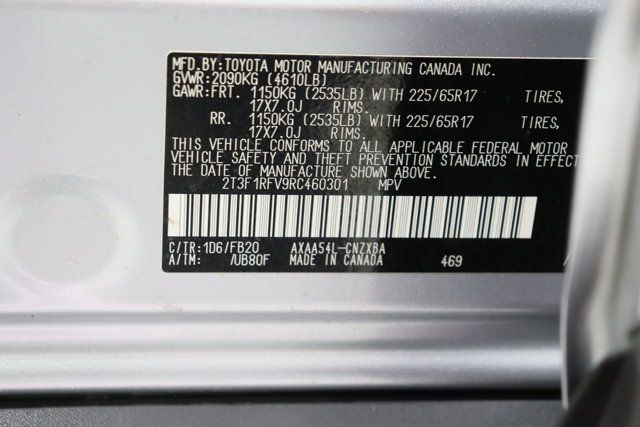 MFD.BY:TOYOTA MOTOR MANUFACTURING CANADA INC.
GVWR:2090KG (4610LB)
GAWR:FRT. 1150KG (2535LB) WITH 225/65R17 TIRES,
17X7.0J RIMS.
RR. 1150KG (2535LB) WITH 225/65R17 TIRES,
17X7.0J RIMS.
THIS VEHICLE CONFORMS TO ALL APPLICABLE FEDERAL MOTOR
VEHICLE SAFETY AND THEFT PREVENTION STANDARDS IN EFFECT
THE DATE OF MANUFACTURE SHOWN ABOVE.
2T3F1RFV9RC460301 MPV
C/TR:1D6/FB20 AXAA54L-CNZXBA
A/TM: /UB80F MADE IN CANADA 469